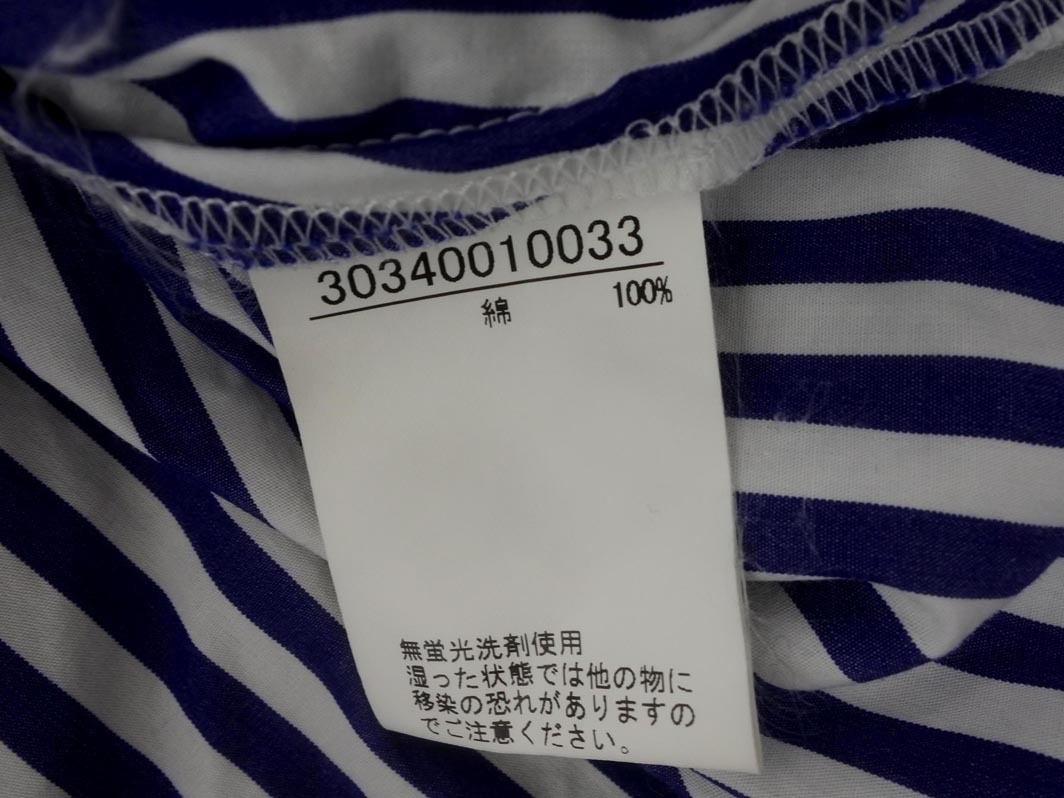 30340010033
綿 100%
無蛍光洗剤使用
湿った状態では他の物に
移染の恐れがありますの
でご注意ください。